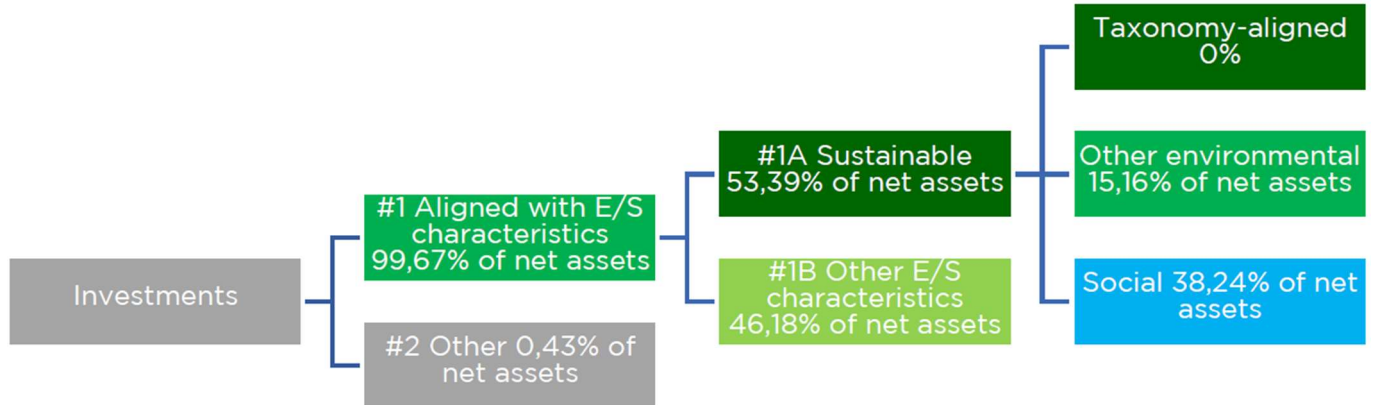 Investments
#1 Aligned with E/S
characteristics
99,67% of net assets
#2 Other 0,43% of
net assets
#1A Sustainable
53,39% of net assets
#1B Other E/S
characteristics
46,18% of net assets
Taxonomy-aligned
0%
Other environmental
15,16% of net assets
Social 38,24% of net
assets